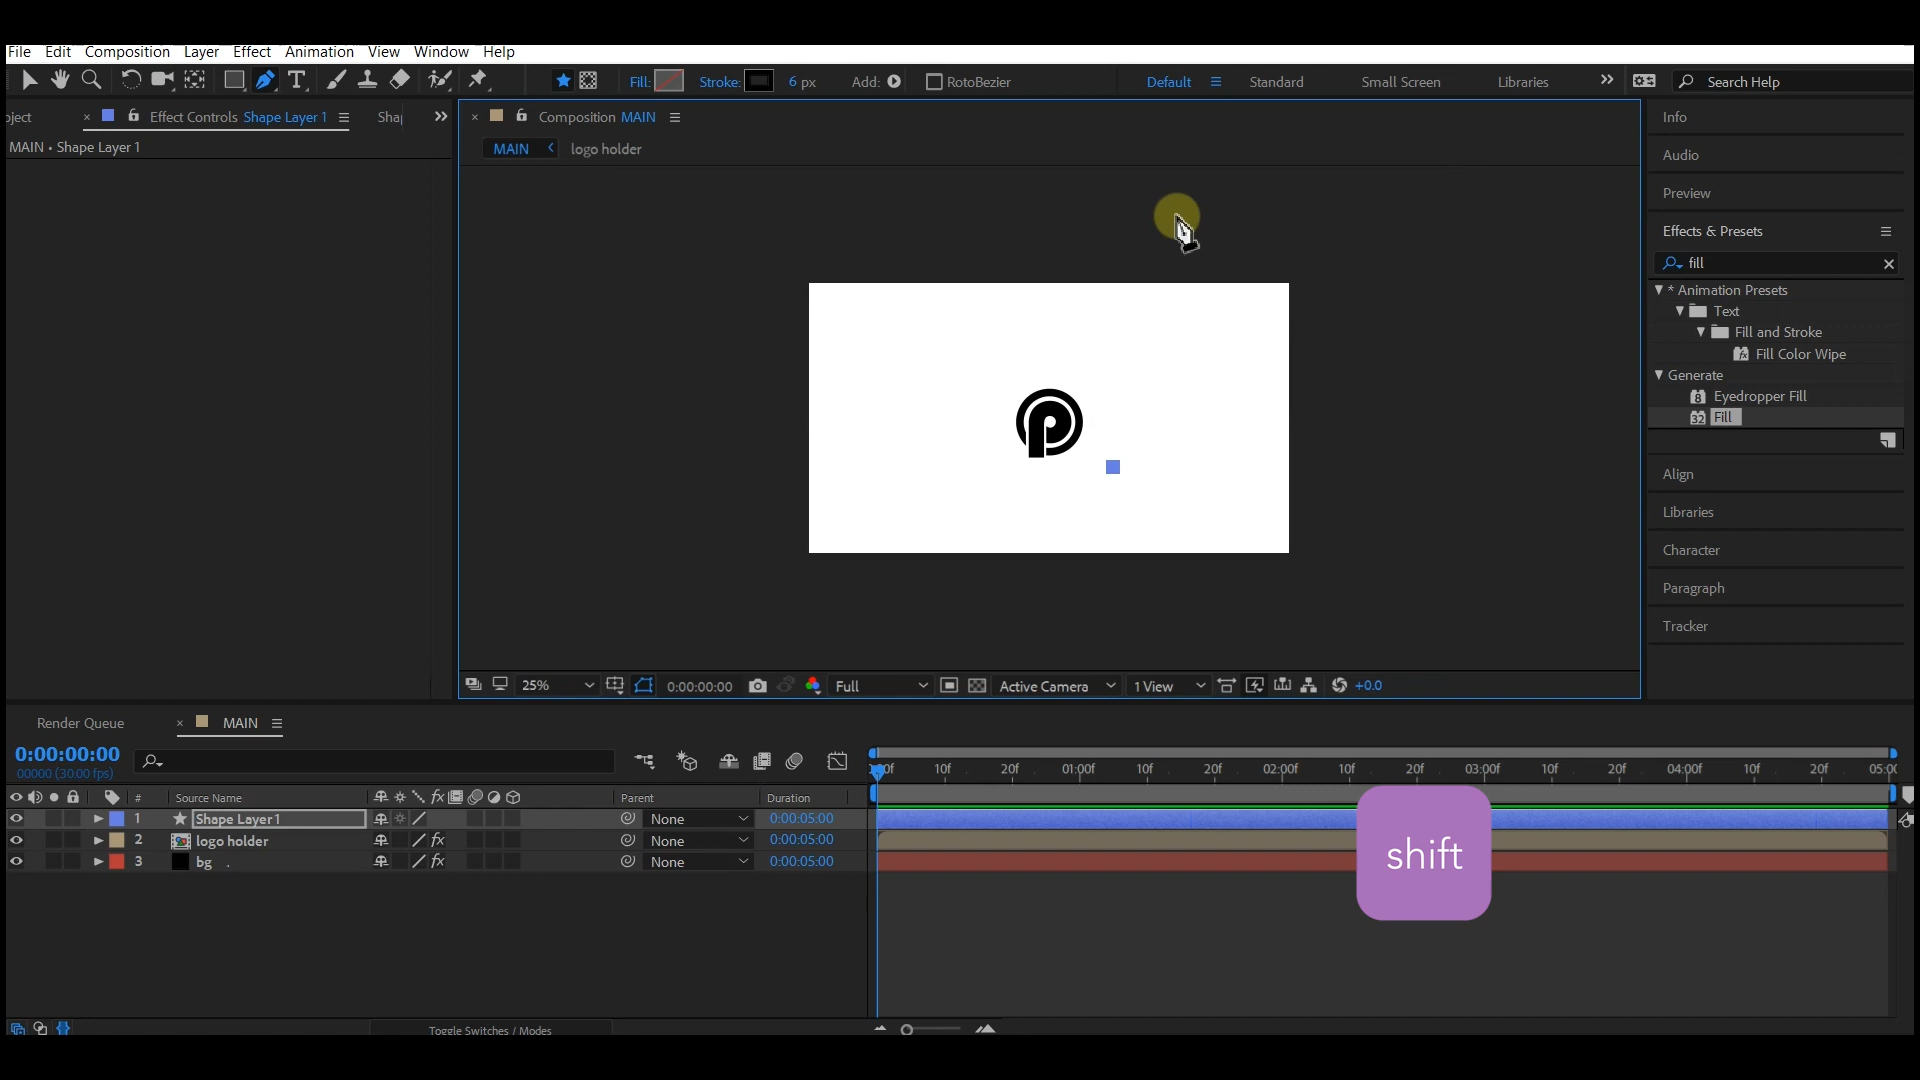 File Edit Composition Layer Effect Animation View Window Help
Fill: Stroke: 6 px Add: RotoBezier Default Standard Small Screen Libraries Search Help
oject Effect Controls Shape Layer 1 Sha
Composition MAIN
MAIN • Shape Layer 1
MAIN logo holder
Info
Audio
Preview
Effects & Presets
fill
* Animation Presets
Text
Fill and Stroke
Fill Color Wipe
Generate
Eyedropper Fill
Fill
Align
Libraries
Character
Paragraph
Tracker
25% 0:00:00:00 Full Active Camera 1 View +0.0
Render Queue MAIN
0:00:00:00
00000 (30.00 fps)
10f 20f 01:00f 10f 20f 02:00f 10f 20f 03:00f 10f 20f 04:00f 10f 20f 05:00
# Source Name Parent Duration
1 Shape Layer 1 None 0:00:05:00
2 logo holder None 0:00:05:00
3 bg None 0:00:05:00
shift
Toggle Switches / Modes